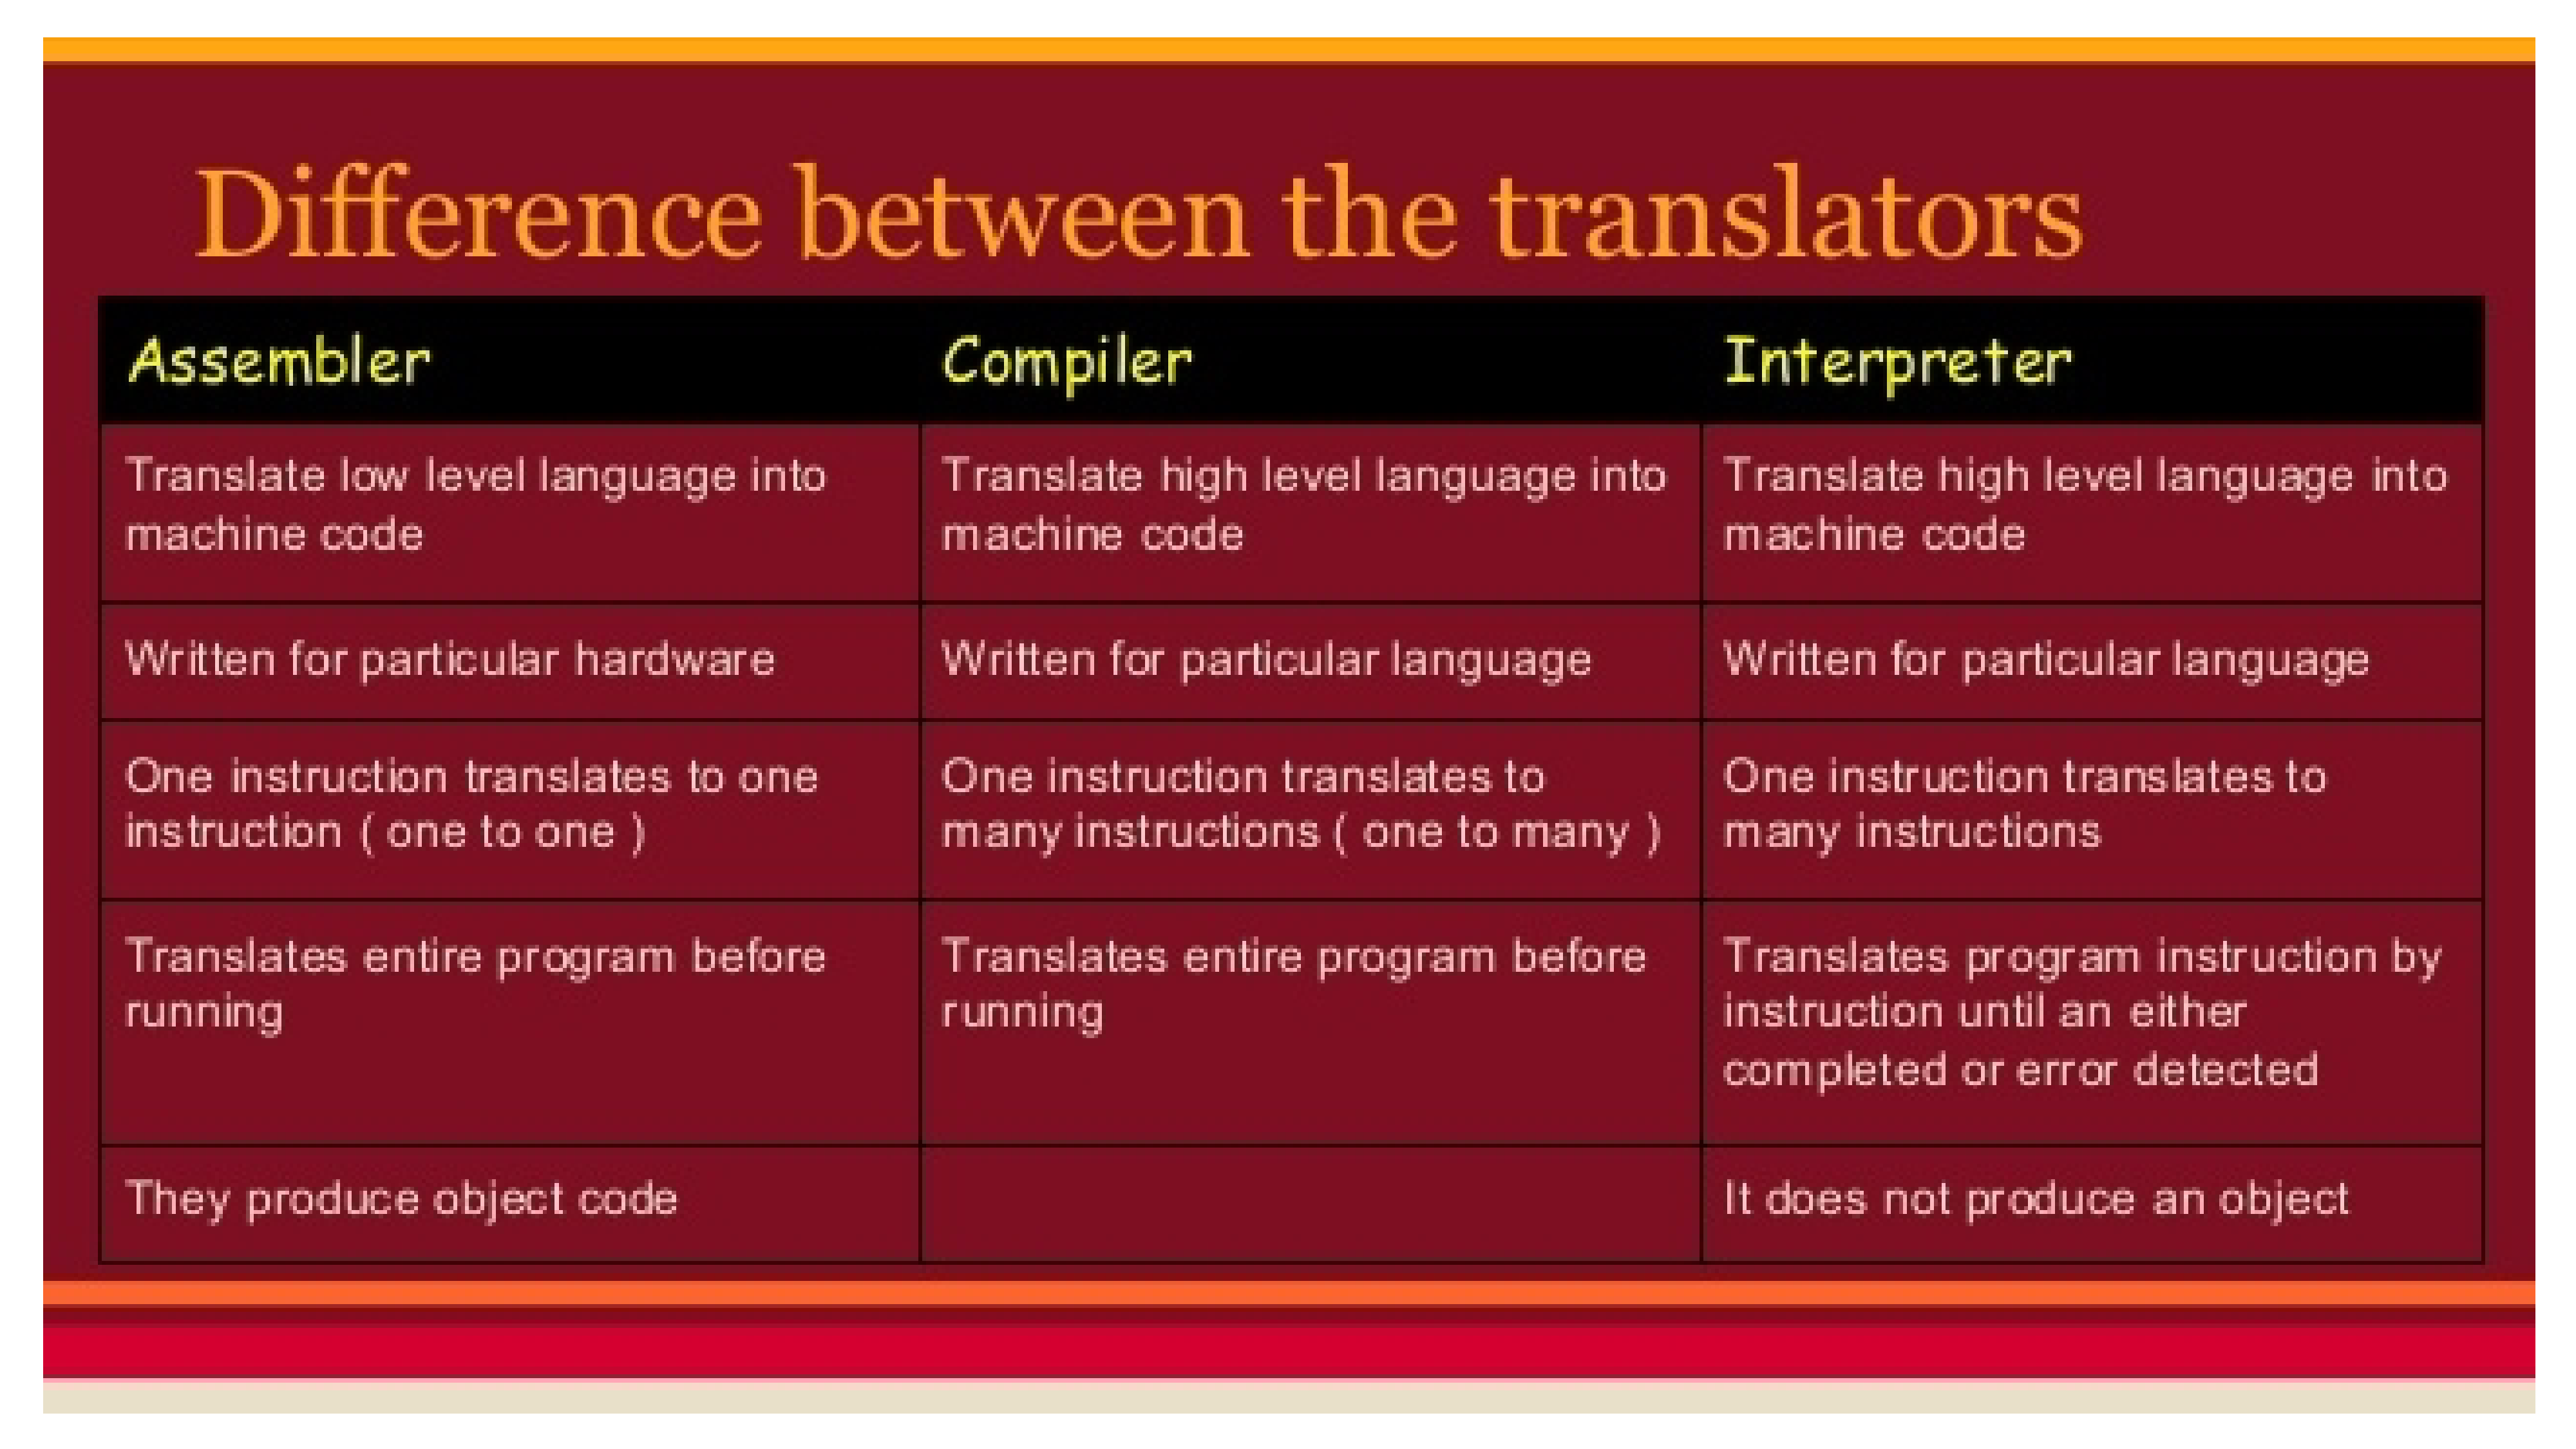 Difference between the translators
Assembler
Compiler
Interpreter
Translate low level language into
machine code
Translate high level language into
machine code
Translate high level language into
machine code
Written for particular hardware
Written for particular language
Written for particular language
One instruction translates to one
instruction ( one to one )
One instruction translates to
many instructions ( one to many )
One instruction translates to
many instructions
Translates entire program before
running
Translates entire program before
running
Translates program instruction by
instruction until an either
completed or error detected
They produce object code
It does not produce an object